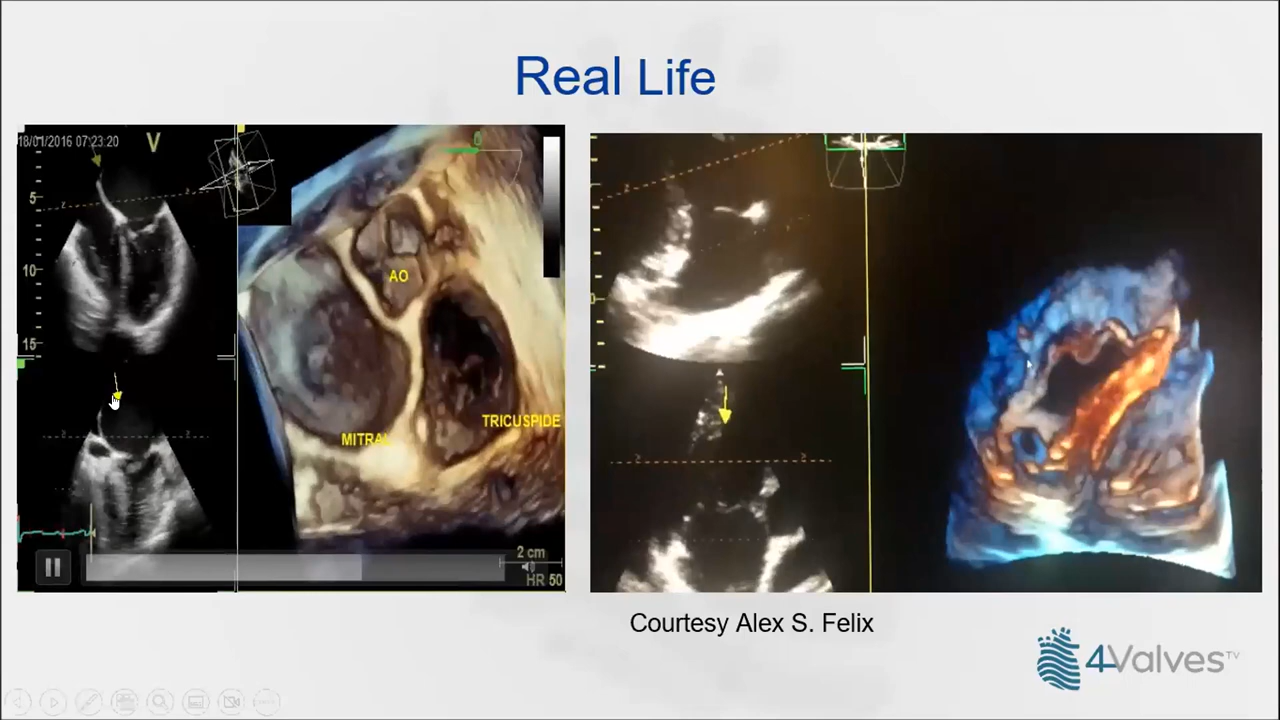 Real Life
18/01/2016 07:23:20
V
5
10
15
AO
MITRAL
TRICUSPIDE
2 cm
HR 50
Courtesy Alex S. Felix
4Valves TV